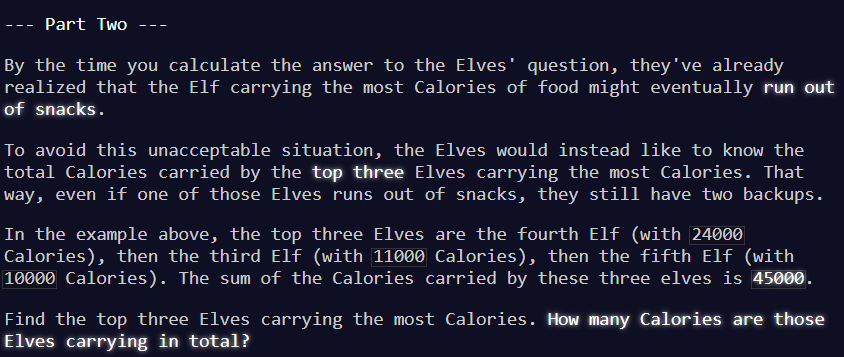 --- Part Two ---
By the time you calculate the answer to the Elves' question, they've already
realized that the Elf carrying the most Calories of food might eventually run out
of snacks.
To avoid this unacceptable situation, the Elves would instead like to know the
total Calories carried by the top three Elves carrying the most Calories. That
way, even if one of those Elves runs out of snacks, they still have two backups.
In the example above, the top three Elves are the fourth Elf (with 24000
Calories), then the third Elf (with 11000 Calories), then the fifth Elf (with
10000 Calories). The sum of the Calories carried by these three elves is 45000.
Find the top three Elves carrying the most Calories. How many Calories are those
Elves carrying in total?